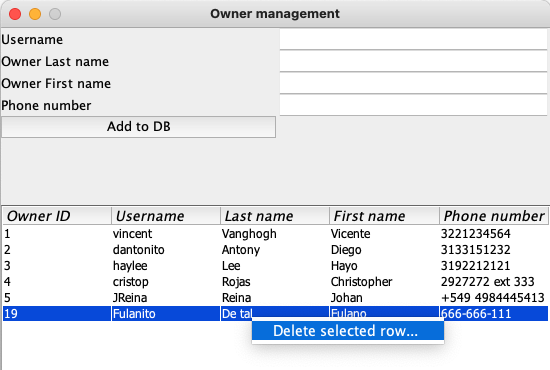 Owner management
Username
Owner Last name
Owner First name
Phone number
Add to DB
Owner ID Username Last name First name Phone number
1 vincent Vanghogh Vicente 3221234564
2 dantonito Antony Diego 3133151232
3 haylee Lee Hayo 3192212121
4 cristop Rojas Christopher 2927272 ext 333
5 JReina Reina Johan +549 4984445413
19 Fulanito De tal Fulano 666-666-111
Delete selected row...